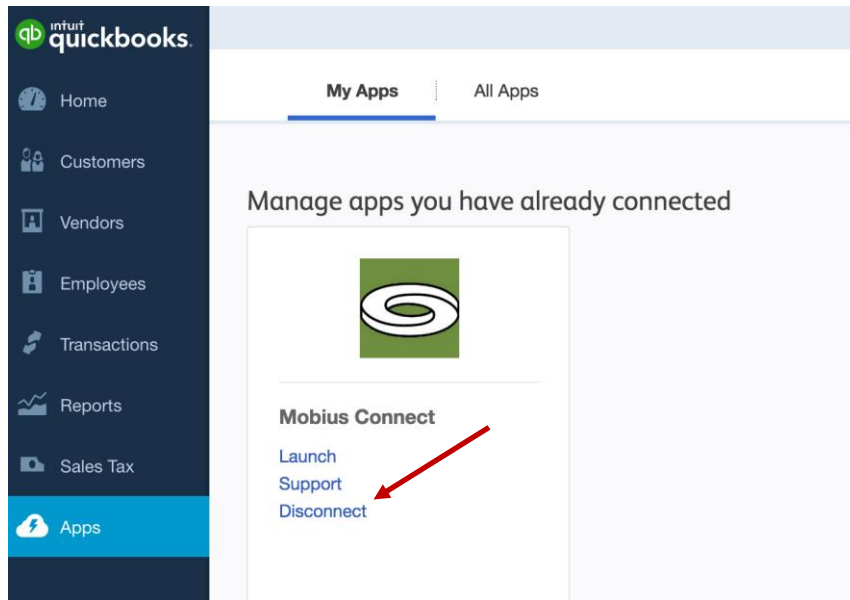 qb intuit
quickbooks.
Home
Customers
Vendors
Employees
Transactions
Reports
Sales Tax
Apps
My Apps All Apps
Manage apps you have already connected
Mobius Connect
Launch
Support
Disconnect